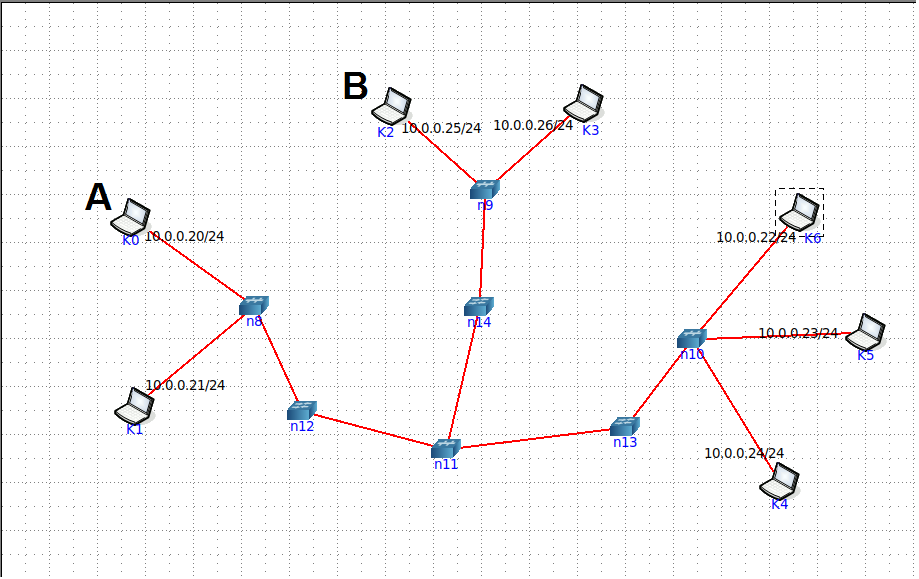 B
K2
10.0.0.25/24
10.0.0.26/24
K3
n9
A
K0
10.0.0.20/24
10.0.0.22/24
K6
n8
n14
10.0.0.23/24
K5
n10
10.0.0.21/24
K1
n12
n13
n11
10.0.0.24/24
K4